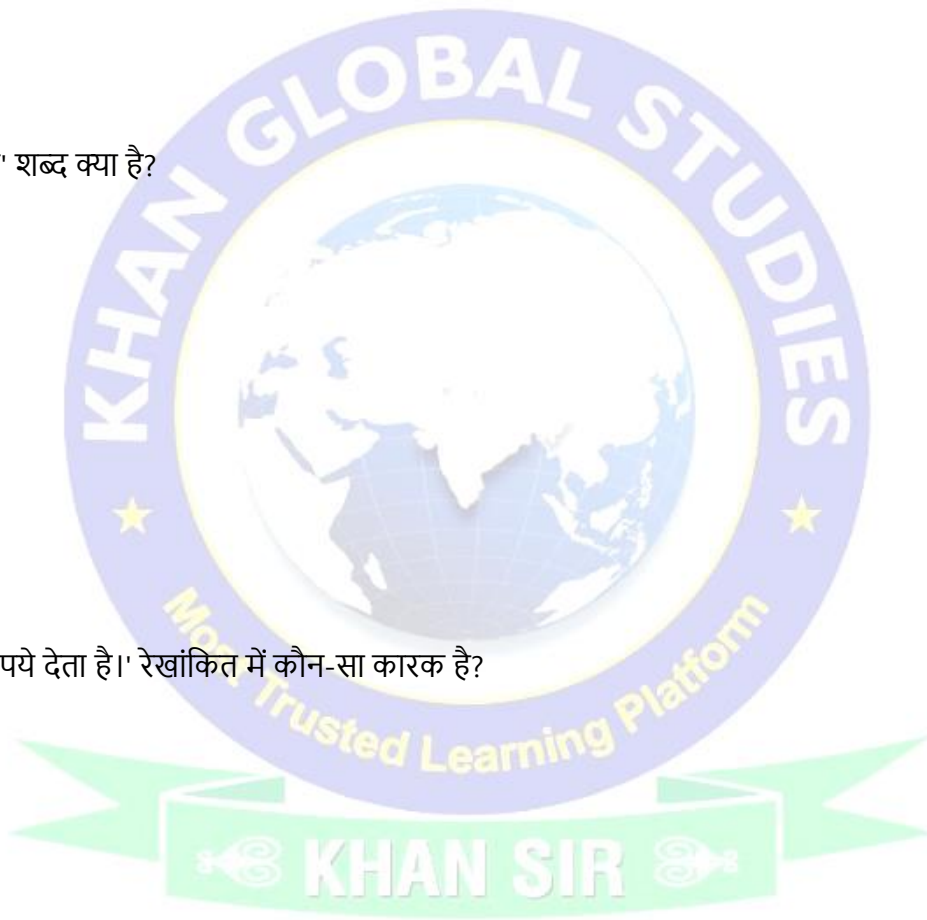 KHAN GLOBAL STUDIES
' शब्द क्या है?
पये देता है।' रेखांकित में कौन-सा कारक है?
Most Trusted Learning Platform
KHAN SIR